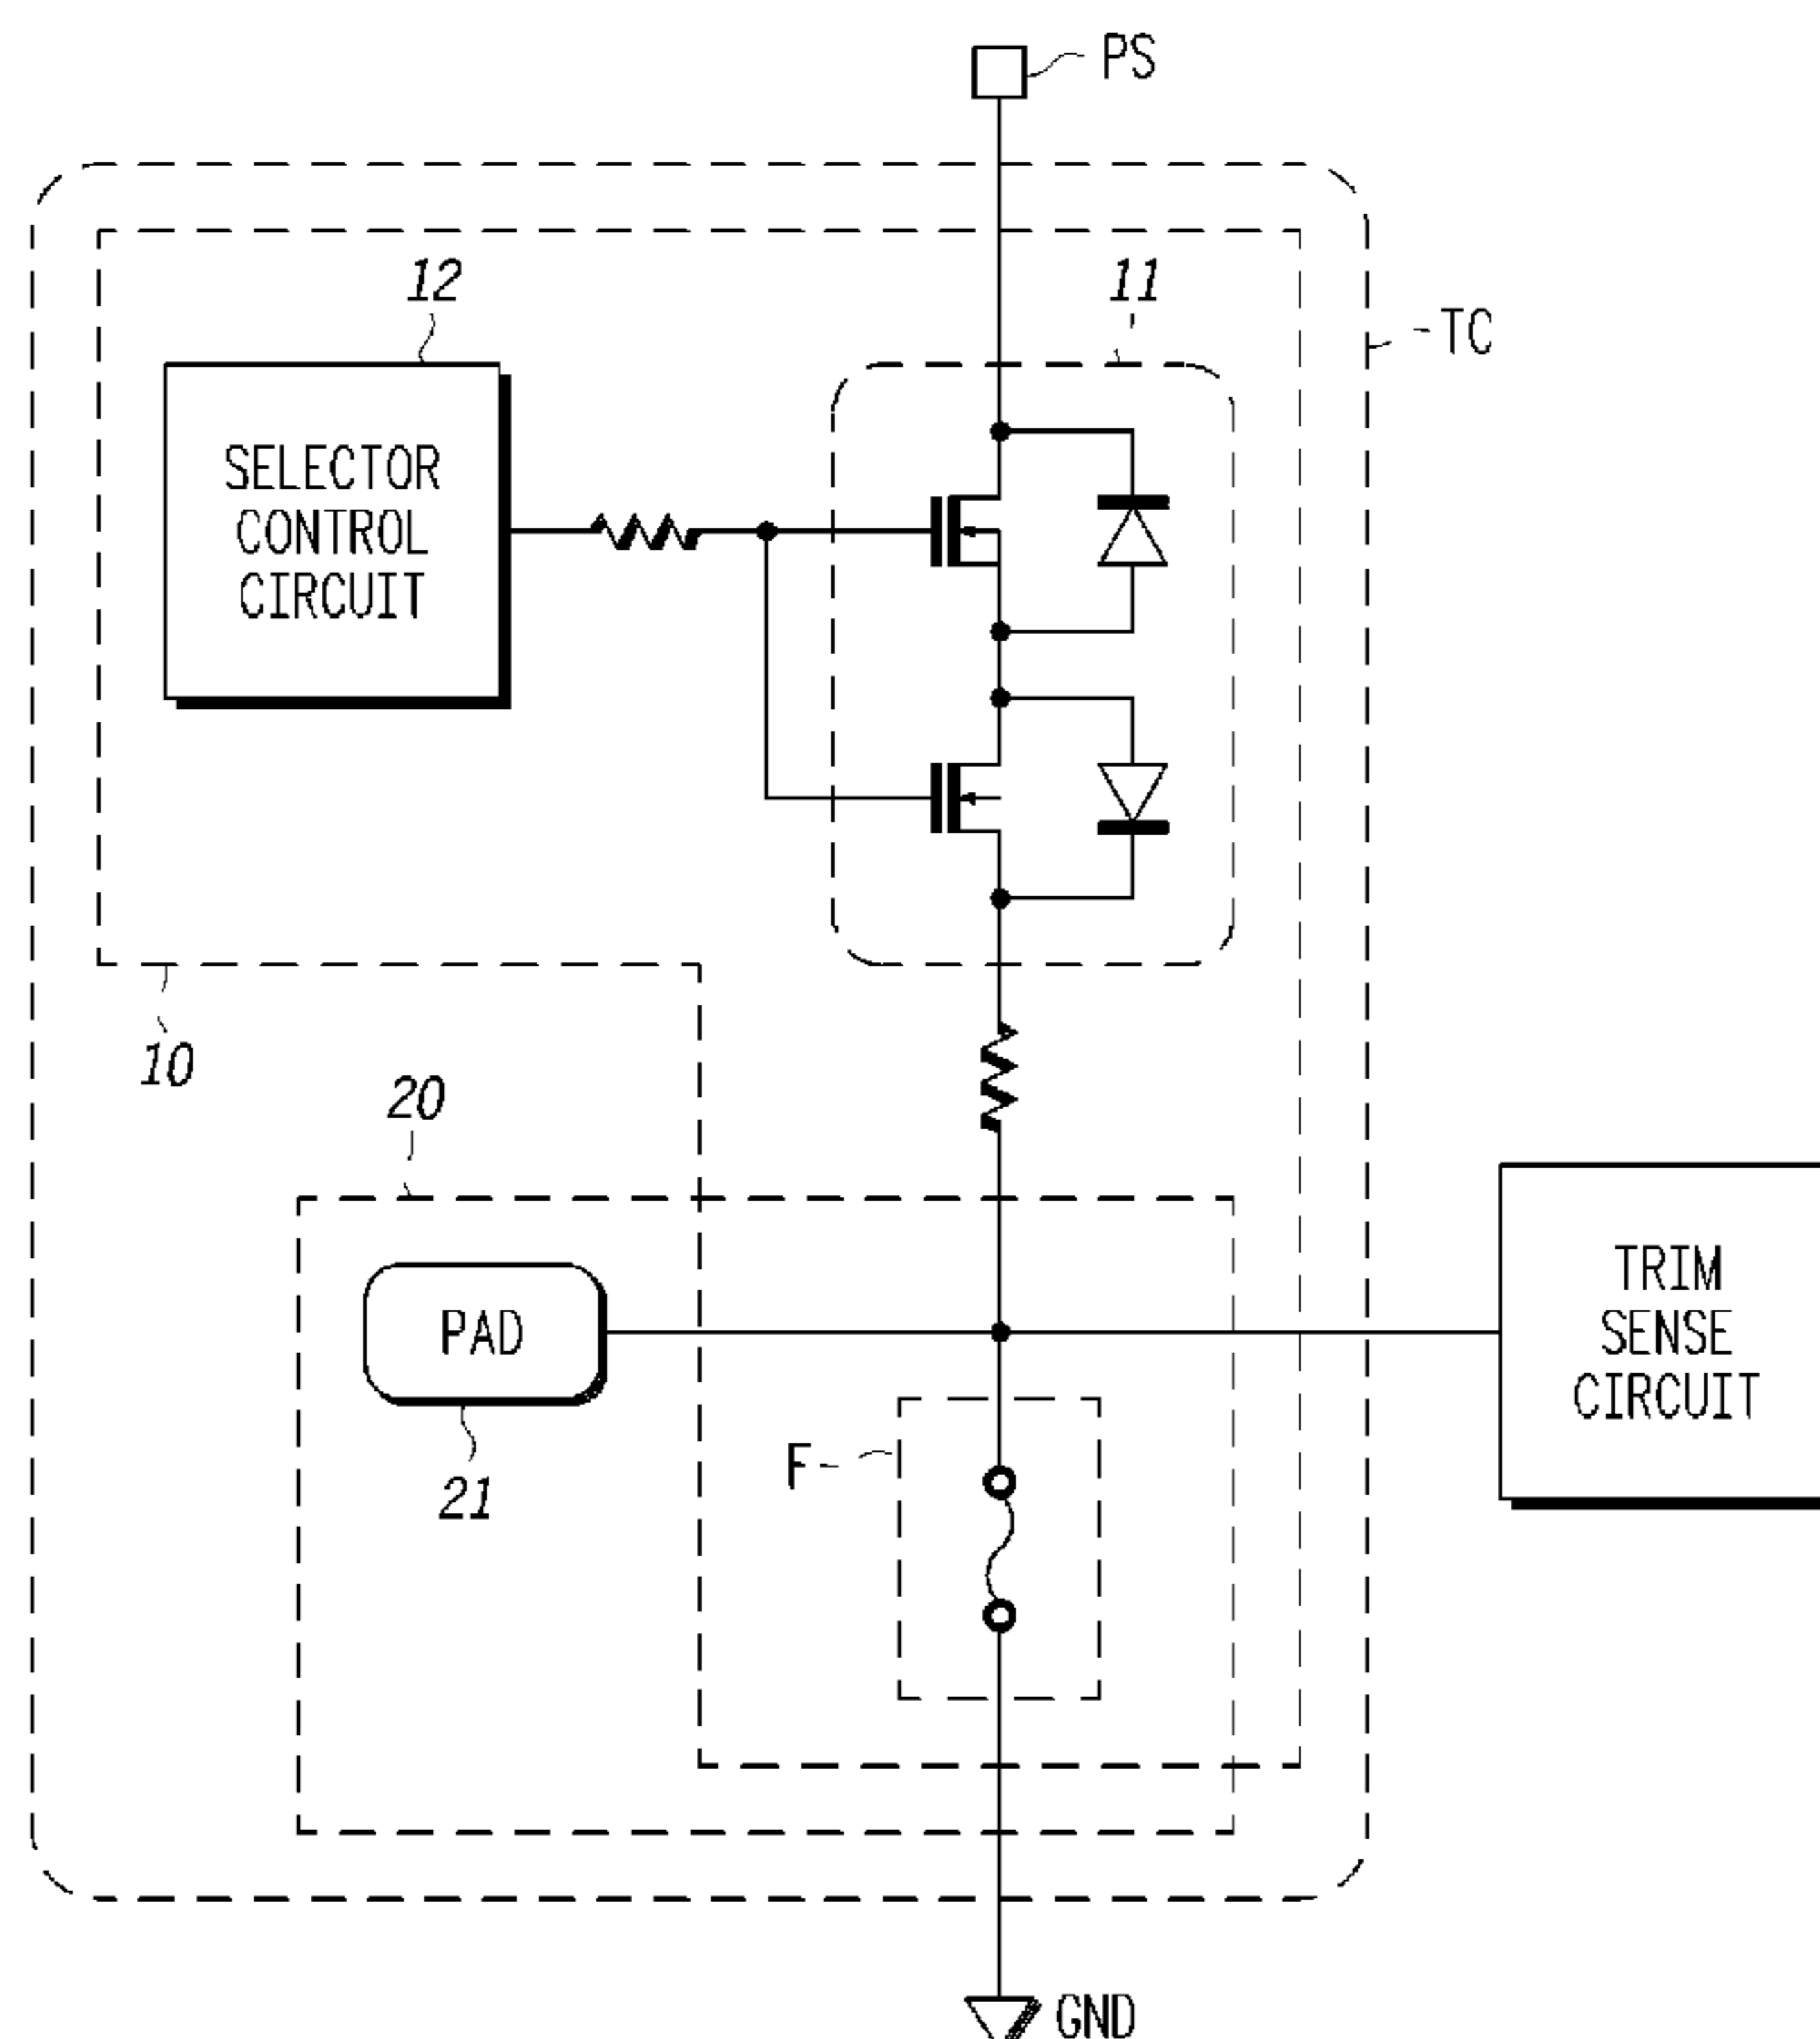 PS
12
11
TC
SELECTOR
CONTROL
CIRCUIT
10
20
PAD
TRIM
SENSE
CIRCUIT
F
21
GND